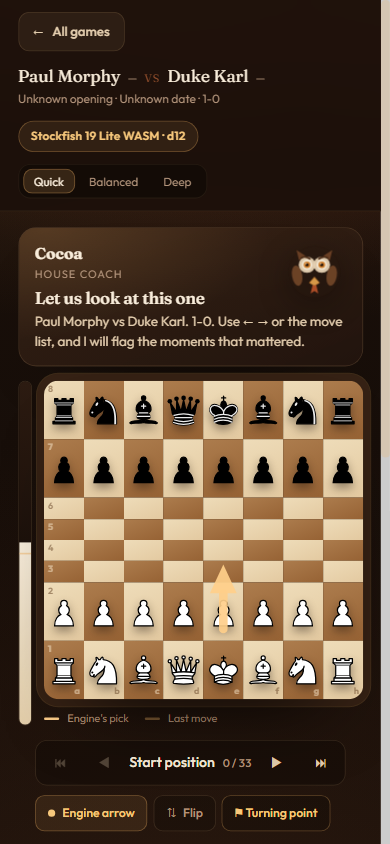 ← All games
Paul Morphy – VS Duke Karl –
Unknown opening · Unknown date · 1-0
Stockfish 19 Lite WASM · d12
Quick Balanced Deep
Cocoa
HOUSE COACH
Let us look at this one
Paul Morphy vs Duke Karl. 1-0. Use ← → or the move
list, and I will flag the moments that mattered.
8
7
6
5
4
3
2
1
a b c d e f g h
Engine's pick Last move
Start position 0 / 33
Engine arrow Flip Turning point